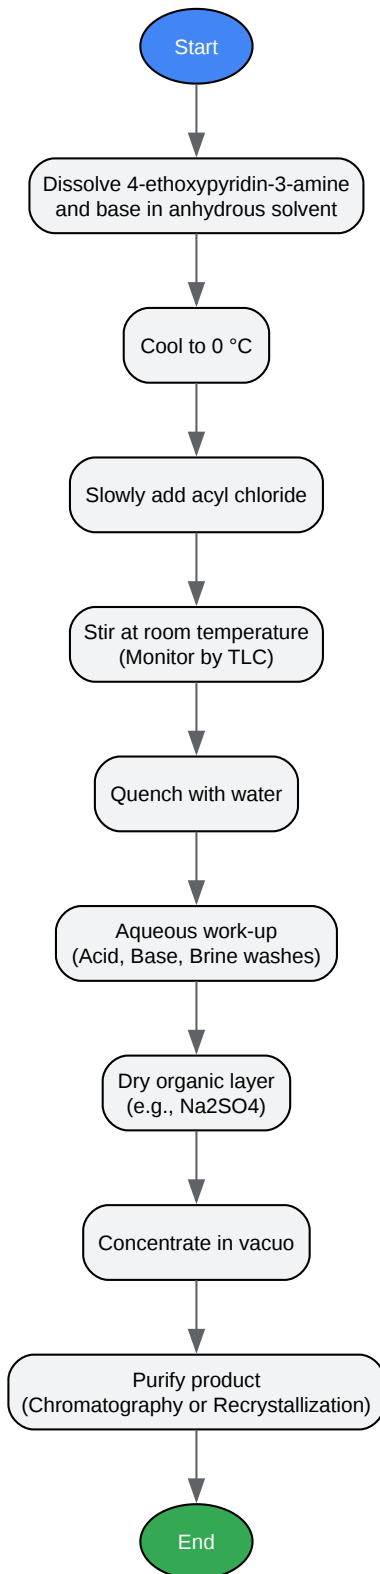 Start
Dissolve 4-ethoxypyridin-3-amine
and base in anhydrous solvent
Cool to 0 °C
Slowly add acyl chloride
Stir at room temperature
(Monitor by TLC)
Quench with water
Aqueous work-up
(Acid, Base, Brine washes)
Dry organic layer
(e.g., Na2SO4)
Concentrate in vacuo
Purify product
(Chromatography or Recrystallization)
End